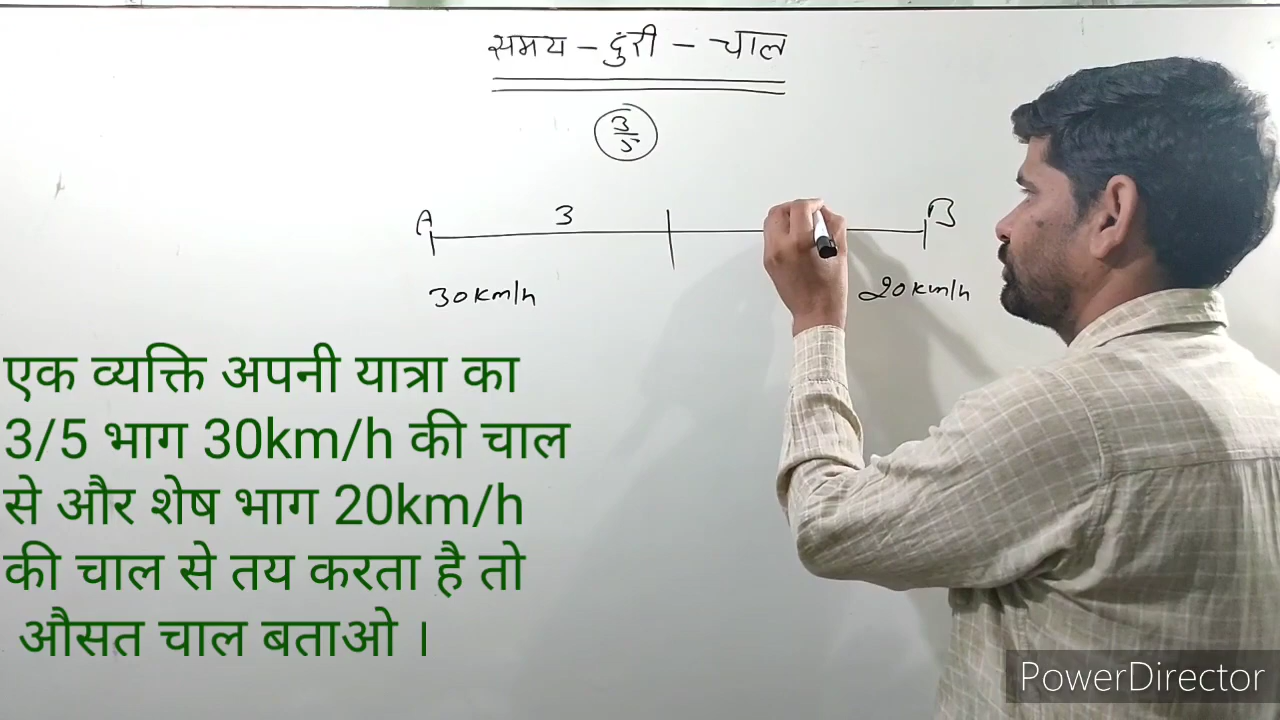 समय - दुरी - चाल
3/5
A 3 B
30km/h 20km/h
एक व्यक्ति अपनी यात्रा का
3/5 भाग 30km/h की चाल
से और शेष भाग 20km/h
की चाल से तय करता है तो
औसत चाल बताओ ।
PowerDirector